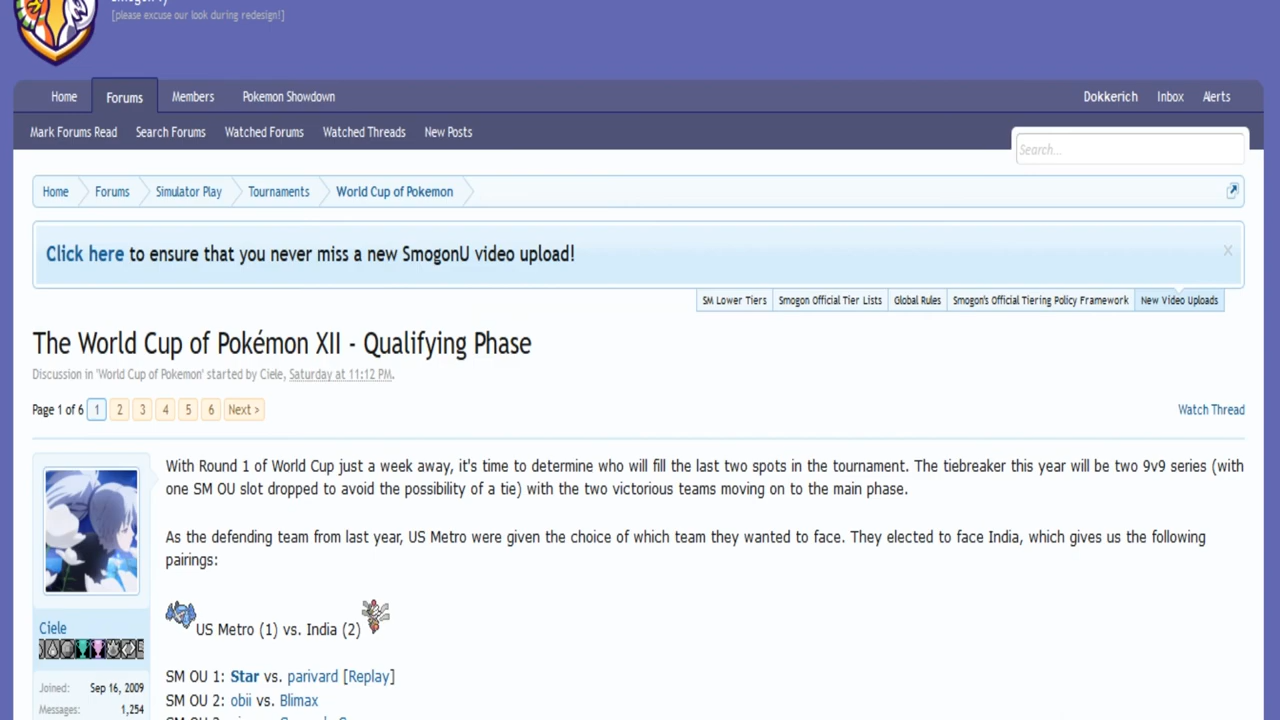 [please excuse our look during redesign!]
Home Forums Members Pokemon Showdown Dokkerich Inbox Alerts
Mark Forums Read Search Forums Watched Forums Watched Threads New Posts
Search...
Home Forums Simulator Play Tournaments World Cup of Pokemon
Click here to ensure that you never miss a new SmogonU video upload!
SM Lower Tiers Smogon Official Tier Lists Global Rules Smogon's Official Tiering Policy Framework New Video Uploads
The World Cup of Pokémon XII - Qualifying Phase
Discussion in 'World Cup of Pokemon' started by Ciele, Saturday at 11:12 PM.
Page 1 of 6 1 2 3 4 5 6 Next > Watch Thread
With Round 1 of World Cup just a week away, it's time to determine who will fill the last two spots in the tournament. The tiebreaker this year will be two 9v9 series (with
one SM OU slot dropped to avoid the possibility of a tie) with the two victorious teams moving on to the main phase.
As the defending team from last year, US Metro were given the choice of which team they wanted to face. They elected to face India, which gives us the following
pairings:
US Metro (1) vs. India (2)
Ciele
Joined: Sep 16, 2009
Messages: 1,254
SM OU 1: Star vs. parivard [Replay]
SM OU 2: obii vs. Blimax